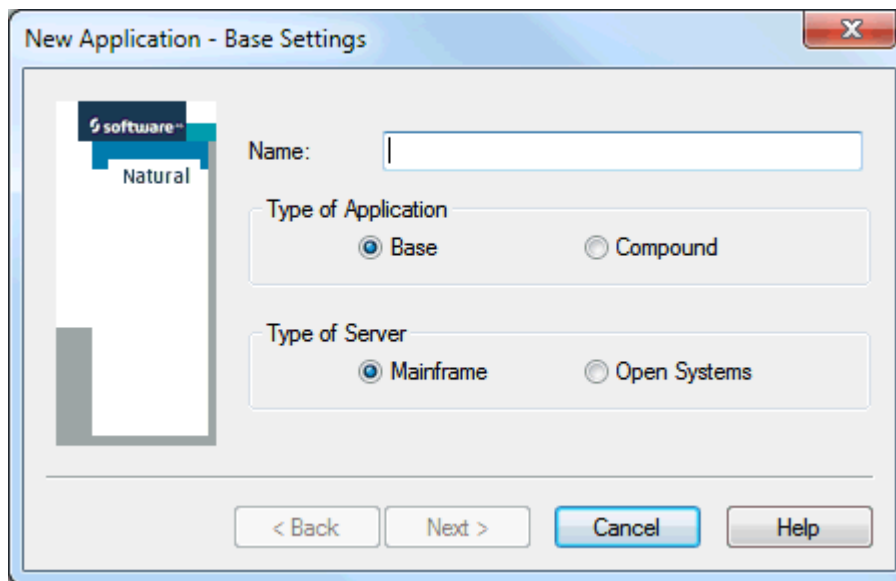 New Application - Base Settings
software
Natural
Name:
Type of Application
Base Compound
Type of Server
Mainframe Open Systems
< Back Next > Cancel Help